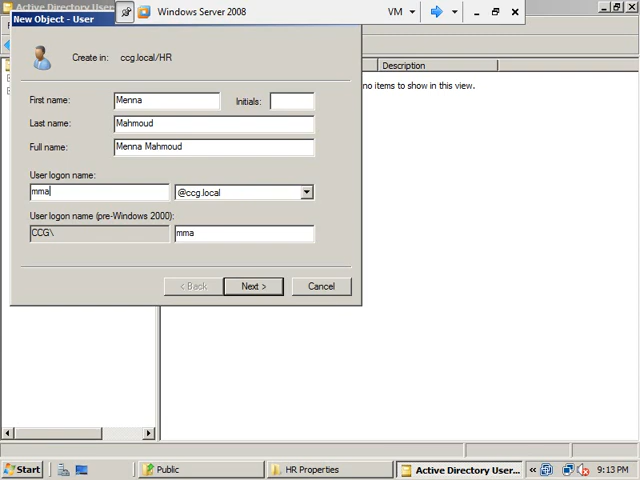 Active Directory User
Windows Server 2008
VM
New Object - User
Create in: ccg.local/HR
Description
no items to show in this view.
First name: Menna Initials:
Last name: Mahmoud
Full name: Menna Mahmoud
User logon name:
mma @ccg.local
User logon name (pre-Windows 2000):
CCG\ mma
< Back Next > Cancel
Start Public HR Properties Active Directory User... « 9:13 PM